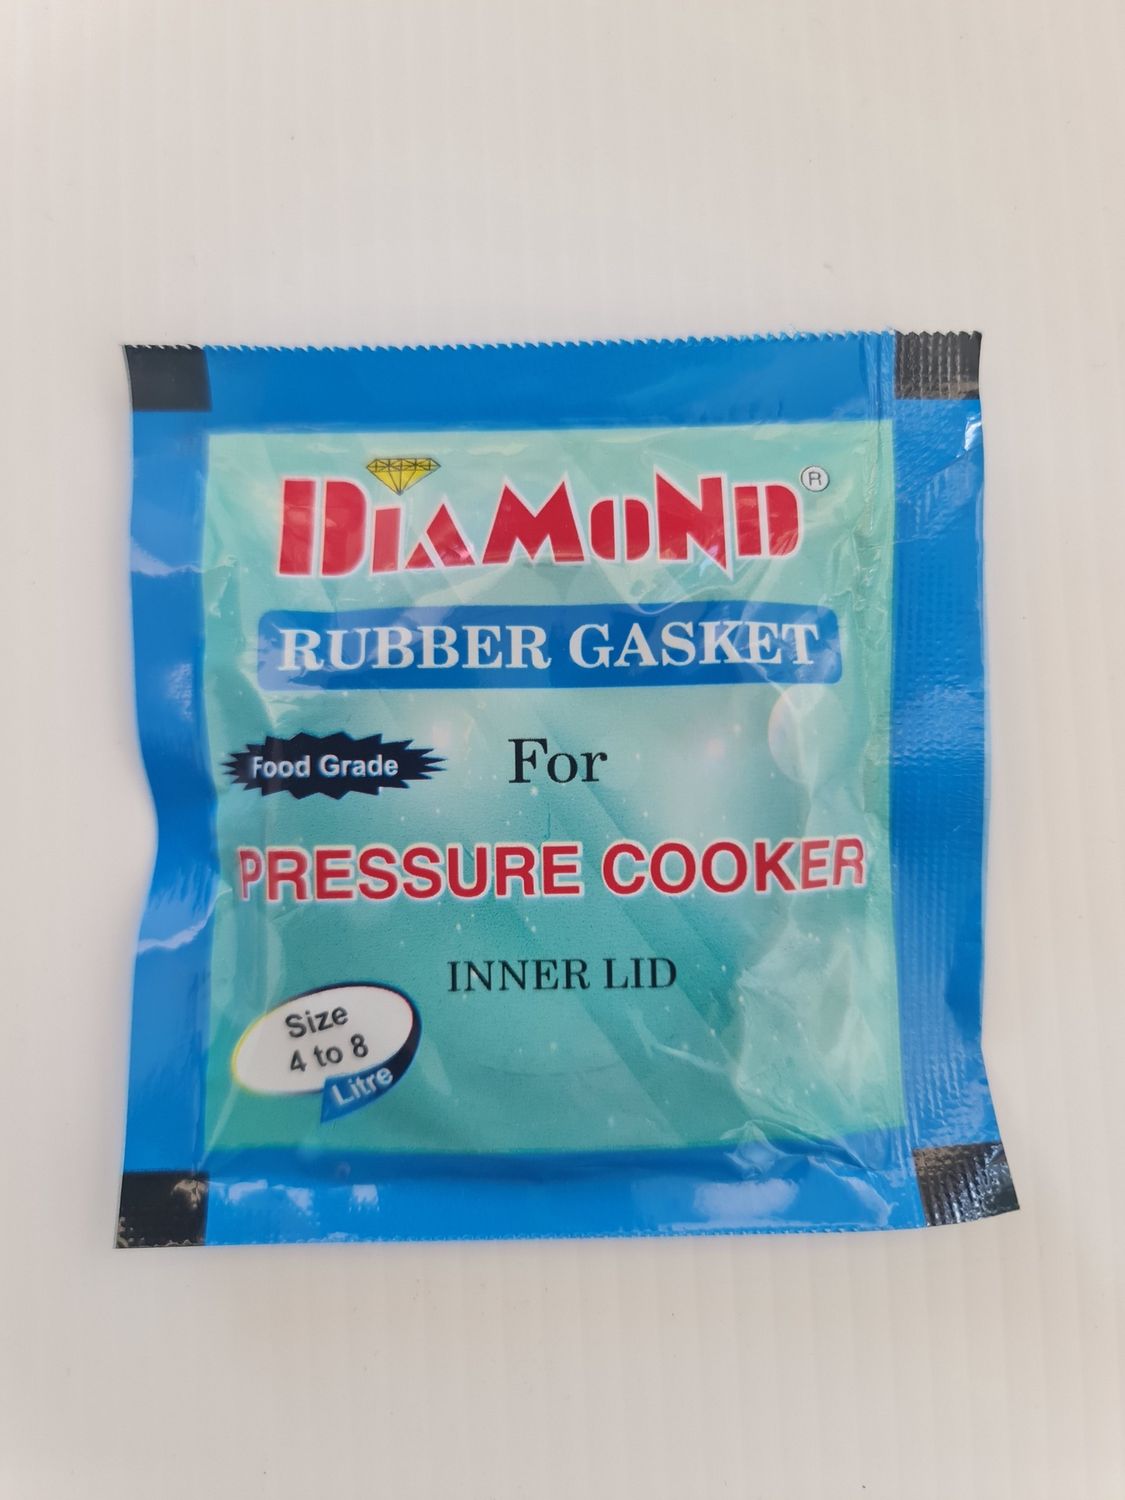 DiAMoND ®
RUBBER GASKET
Food Grade
For
PRESSURE COOKER
INNER LID
Size
4 to 8
Litre